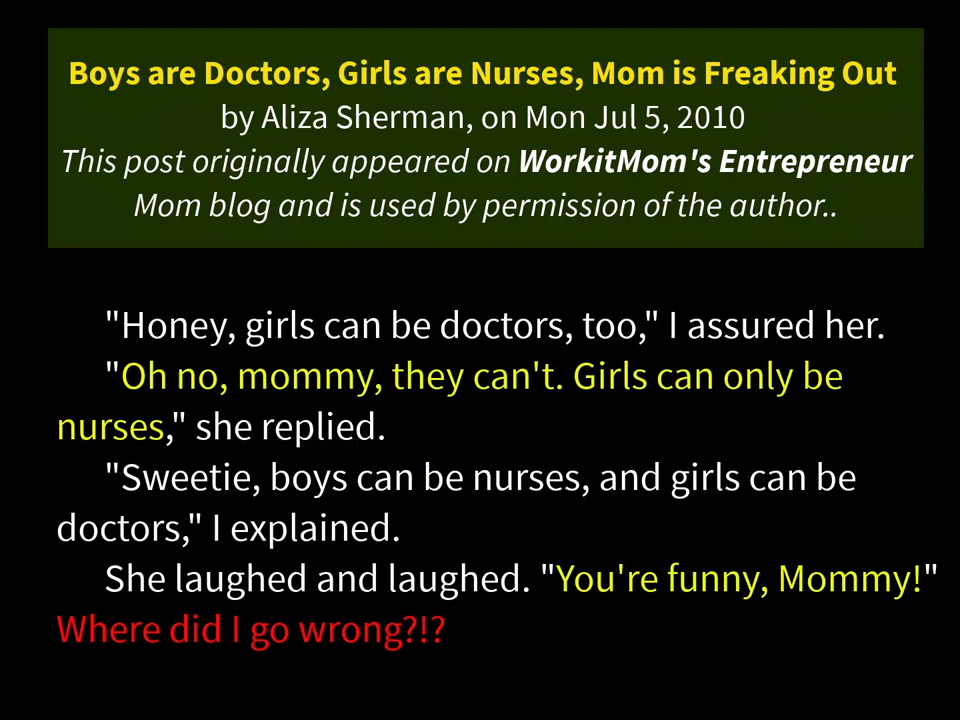 Boys are Doctors, Girls are Nurses, Mom is Freaking Out
by Aliza Sherman, on Mon Jul 5, 2010
This post originally appeared on WorkitMom's Entrepreneur
Mom blog and is used by permission of the author..
"Honey, girls can be doctors, too," I assured her.
"Oh no, mommy, they can't. Girls can only be
nurses," she replied.
"Sweetie, boys can be nurses, and girls can be
doctors," I explained.
She laughed and laughed. "You're funny, Mommy!"
Where did I go wrong?!?